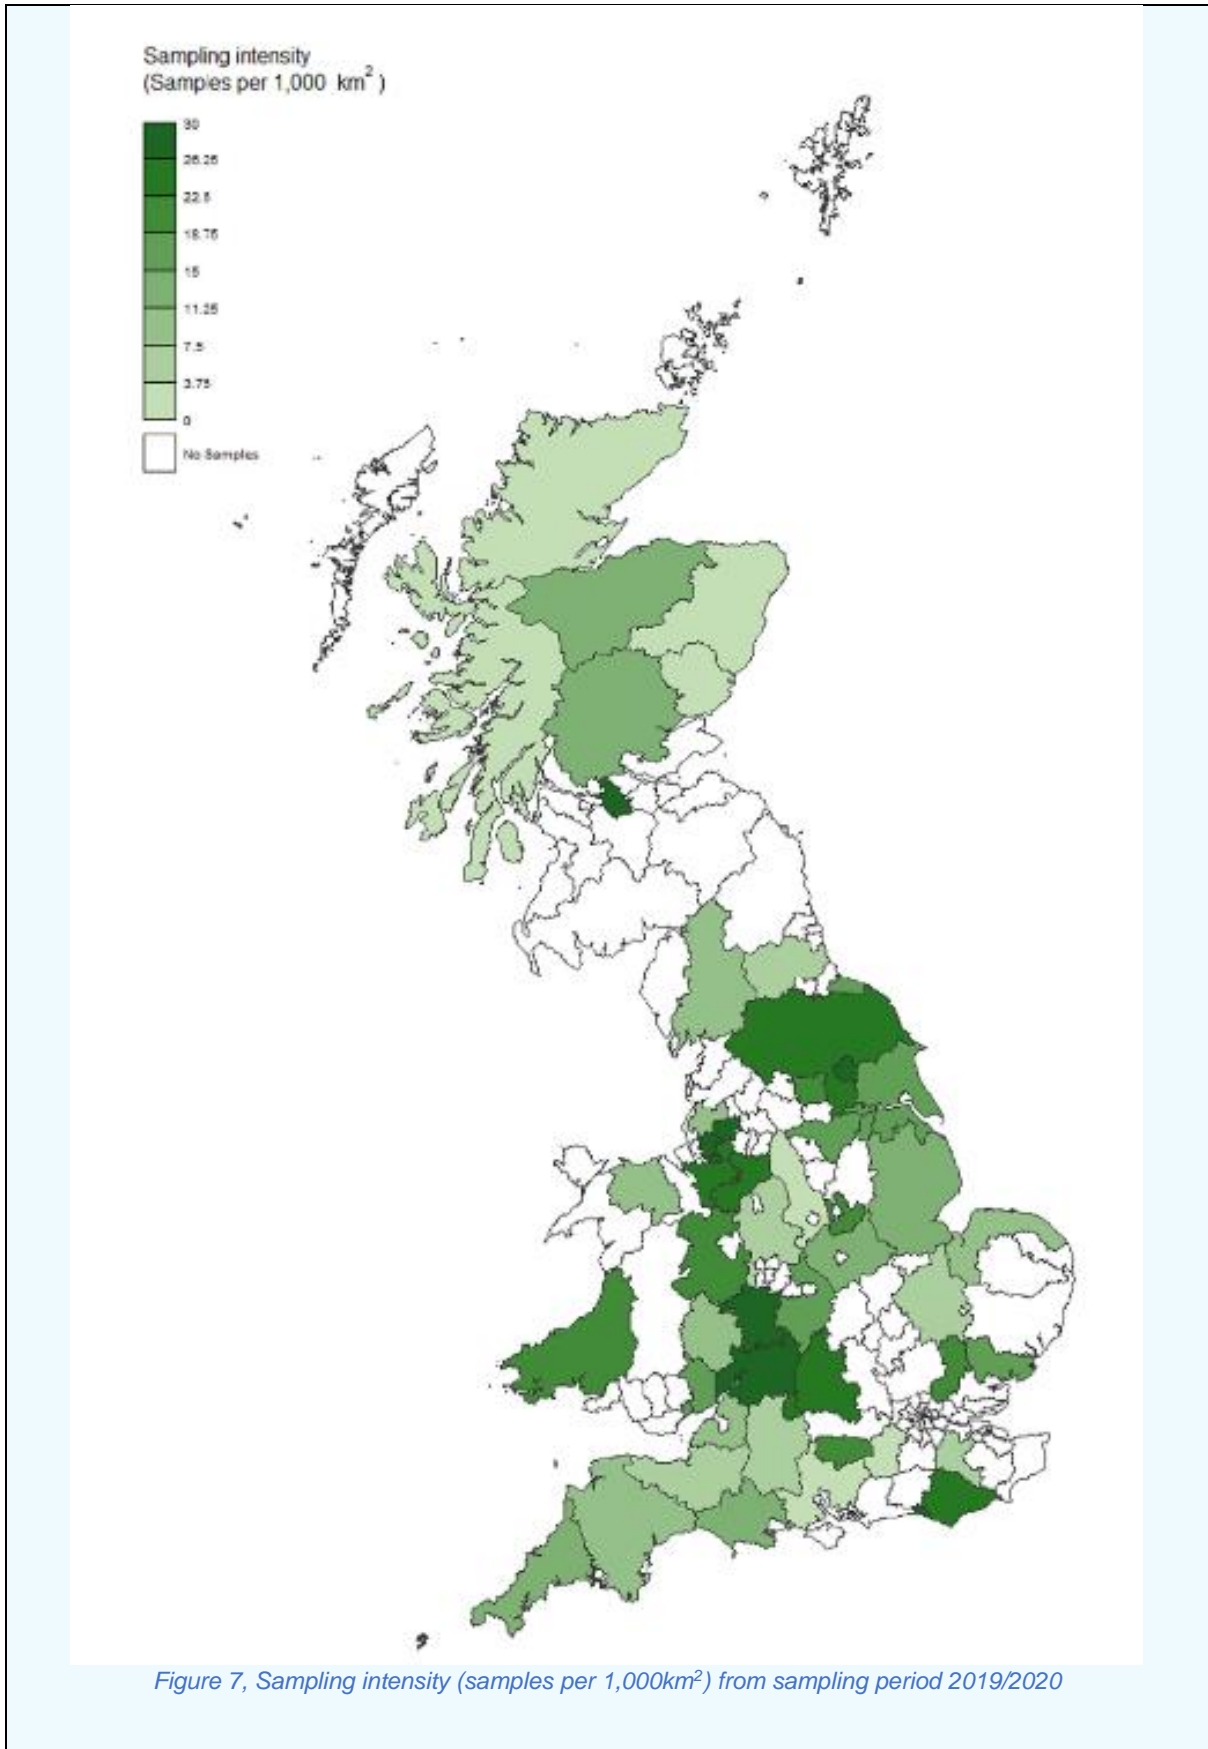 Sampling intensity
(Samples per 1,000 km²)
30
26.25
22.5
18.75
15
11.25
7.5
3.75
0
No Samples
Figure 7, Sampling intensity (samples per 1,000km²) from sampling period 2019/2020